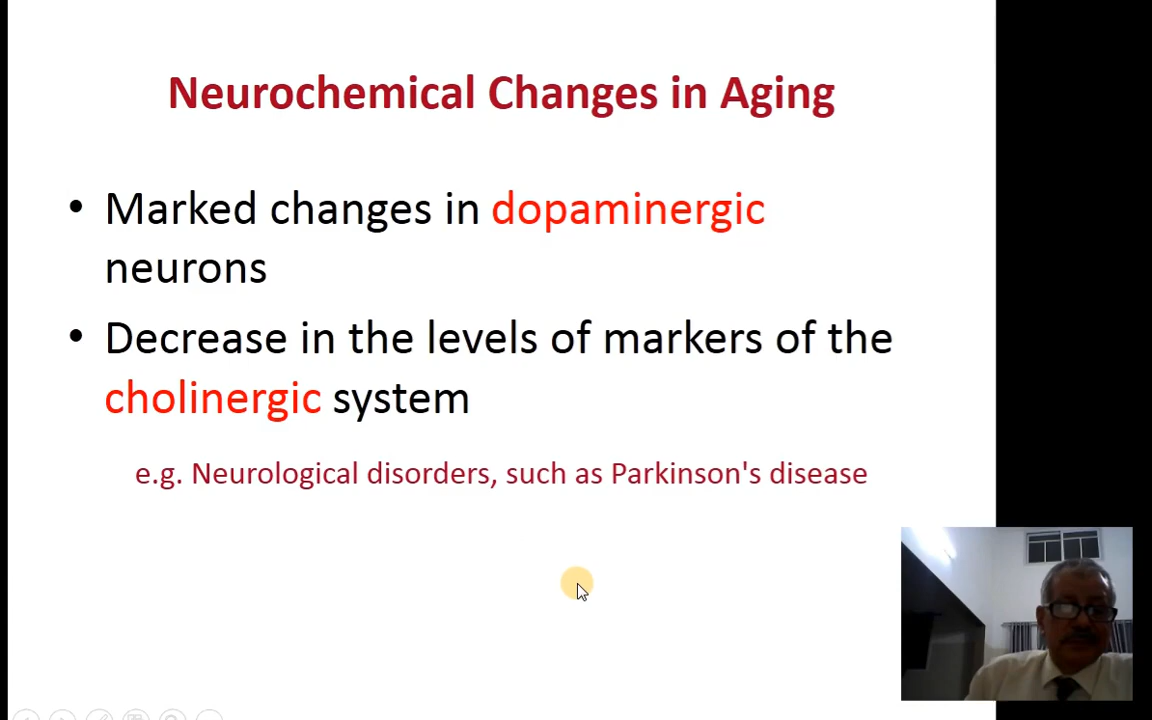 Neurochemical Changes in Aging
• Marked changes in dopaminergic
neurons
• Decrease in the levels of markers of the
cholinergic system
e.g. Neurological disorders, such as Parkinson's disease